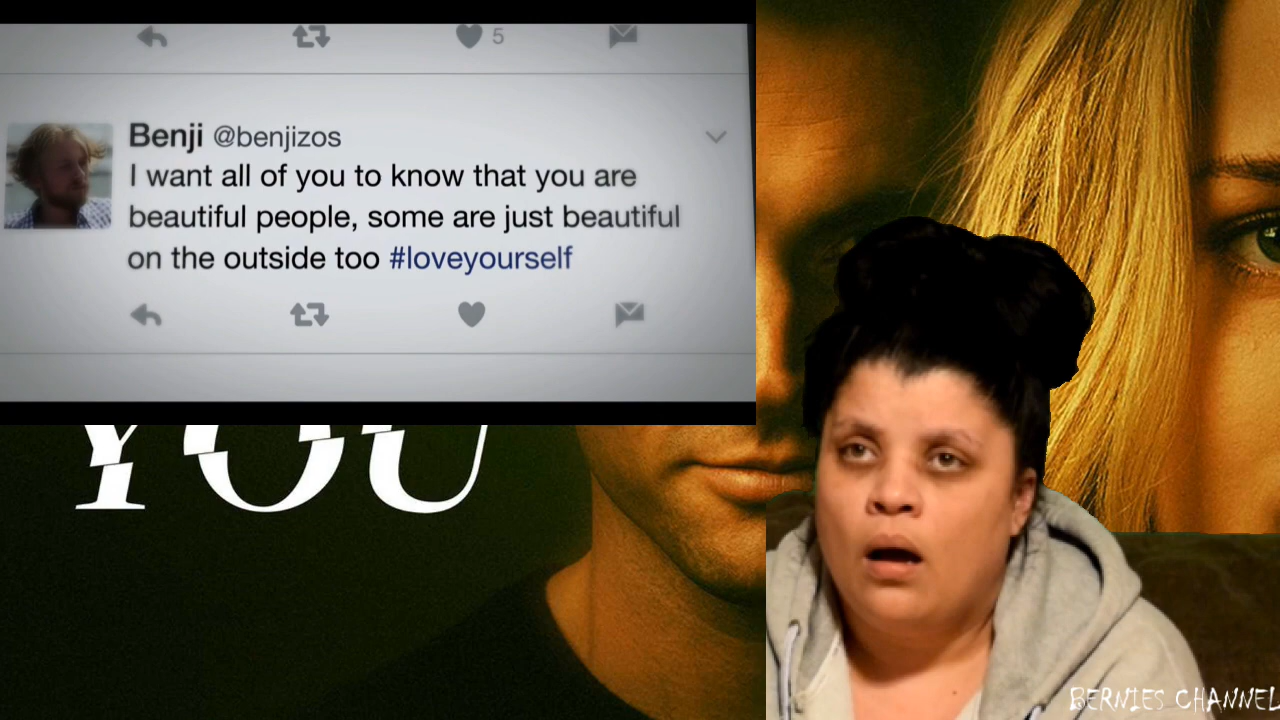 5
Benji @benjizos
I want all of you to know that you are
beautiful people, some are just beautiful
on the outside too #loveyourself
YOU
BERNIES CHANNEL